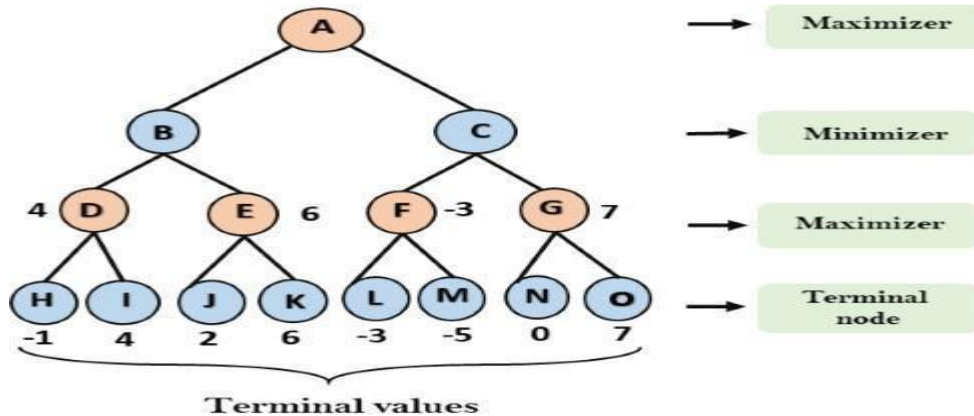 A
Maximizer
B
C
Minimizer
4
D
E
6
F
-3
G
7
Maximizer
H
I
J
K
L
M
N
O
Terminal
node
-1
4
2
6
-3
-5
0
7
Terminal values